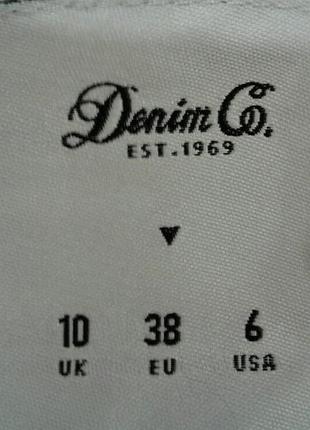 Denim Co.
EST.1969
10 38 6
UK EU USA